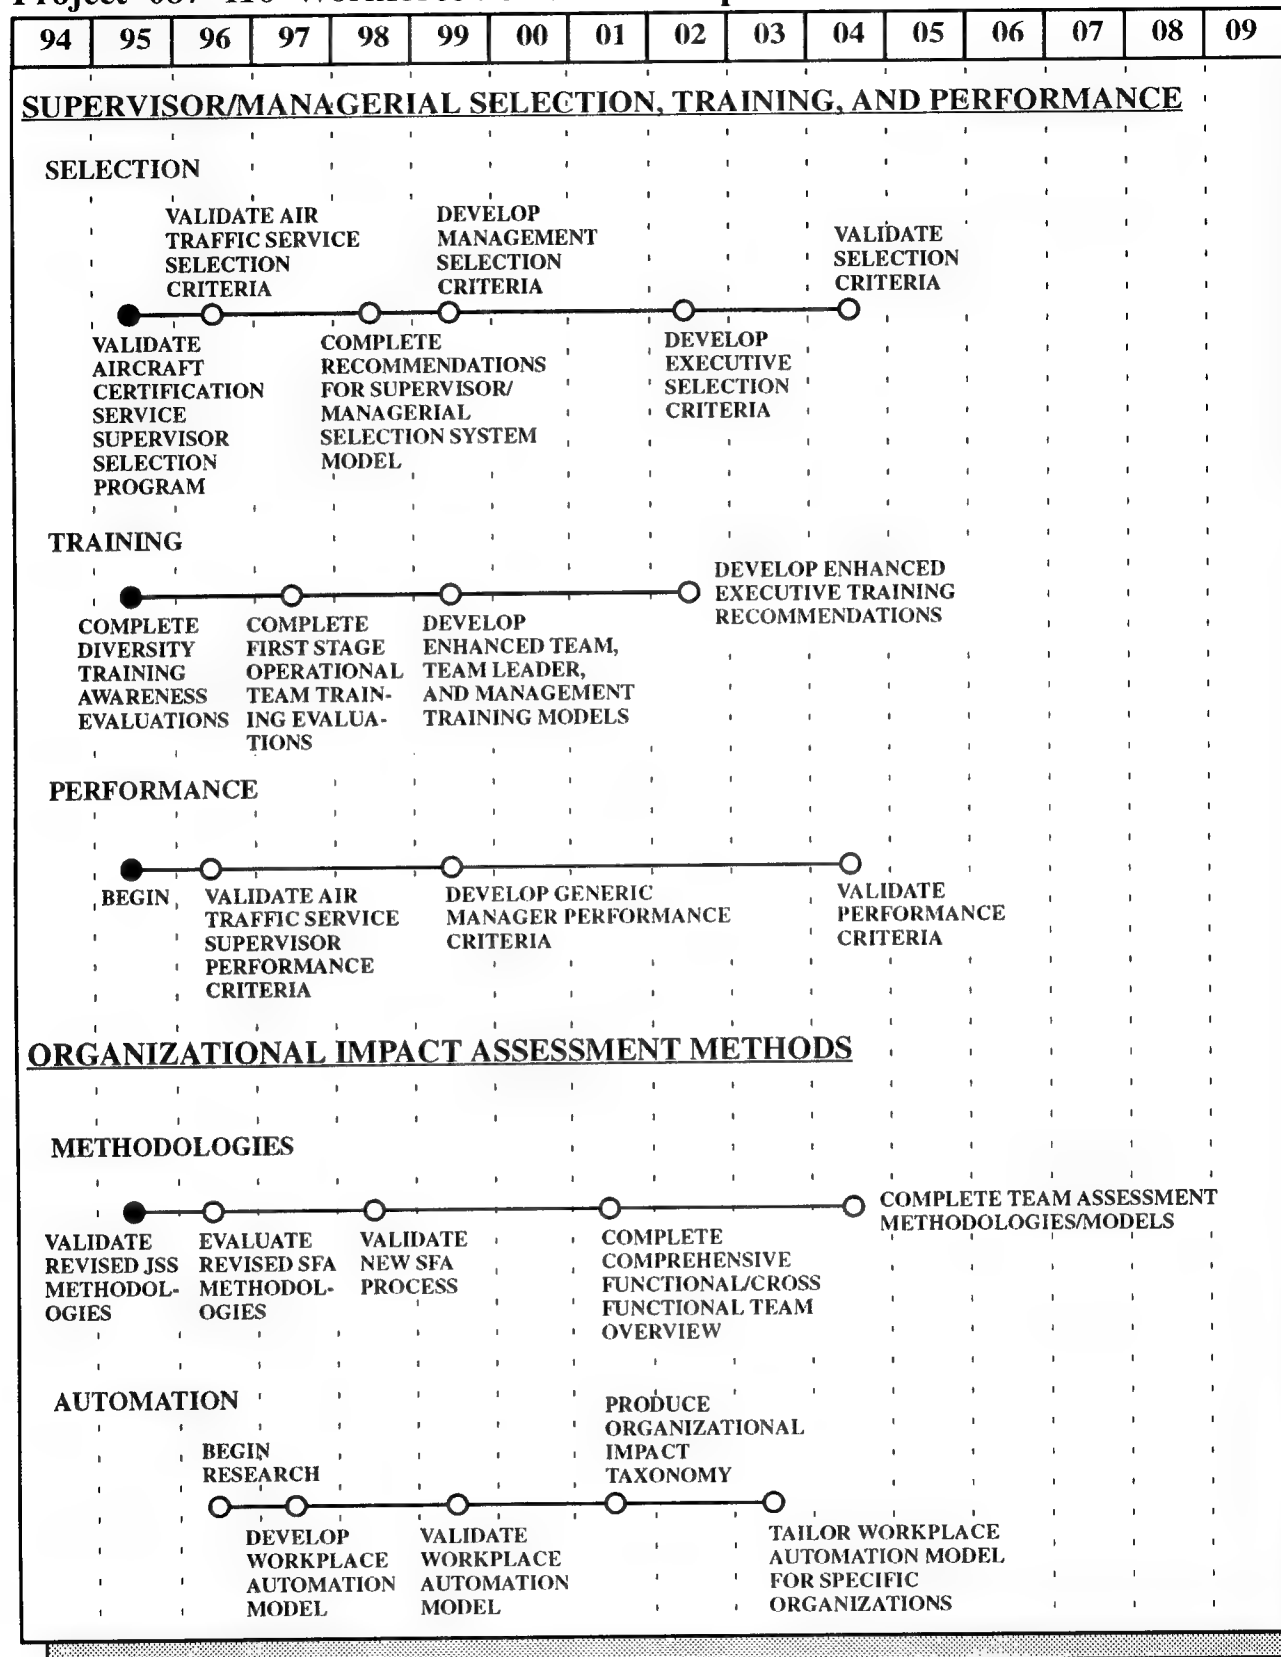 94 95 96 97 98 99 00 01 02 03 04 05 06 07 08 09
SUPERVISOR/MANAGERIAL SELECTION, TRAINING, AND PERFORMANCE
SELECTION
VALIDATE AIR
TRAFFIC SERVICE
SELECTION
CRITERIA
DEVELOP
MANAGEMENT
SELECTION
CRITERIA
VALIDATE
SELECTION
CRITERIA
VALIDATE
AIRCRAFT
CERTIFICATION
SERVICE
SUPERVISOR
SELECTION
PROGRAM
COMPLETE
RECOMMENDATIONS
FOR SUPERVISOR/
MANAGERIAL
SELECTION SYSTEM
MODEL
DEVELOP
EXECUTIVE
SELECTION
CRITERIA
TRAINING
DEVELOP ENHANCED
EXECUTIVE TRAINING
RECOMMENDATIONS
COMPLETE
DIVERSITY
TRAINING
AWARENESS
EVALUATIONS
COMPLETE
FIRST STAGE
OPERATIONAL
TEAM TRAIN-
ING EVALUA-
TIONS
DEVELOP
ENHANCED TEAM,
TEAM LEADER,
AND MANAGEMENT
TRAINING MODELS
PERFORMANCE
BEGIN
VALIDATE AIR
TRAFFIC SERVICE
SUPERVISOR
PERFORMANCE
CRITERIA
DEVELOP GENERIC
MANAGER PERFORMANCE
CRITERIA
VALIDATE
PERFORMANCE
CRITERIA
ORGANIZATIONAL IMPACT ASSESSMENT METHODS
METHODOLOGIES
COMPLETE TEAM ASSESSMENT
METHODOLOGIES/MODELS
VALIDATE
REVISED JSS
METHODOL-
OGIES
EVALUATE
REVISED SFA
METHODOL-
OGIES
VALIDATE
NEW SFA
PROCESS
COMPLETE
COMPREHENSIVE
FUNCTIONAL/CROSS
FUNCTIONAL TEAM
OVERVIEW
AUTOMATION
BEGIN
RESEARCH
PRODUCE
ORGANIZATIONAL
IMPACT
TAXONOMY
DEVELOP
WORKPLACE
AUTOMATION
MODEL
VALIDATE
WORKPLACE
AUTOMATION
MODEL
TAILOR WORKPLACE
AUTOMATION MODEL
FOR SPECIFIC
ORGANIZATIONS